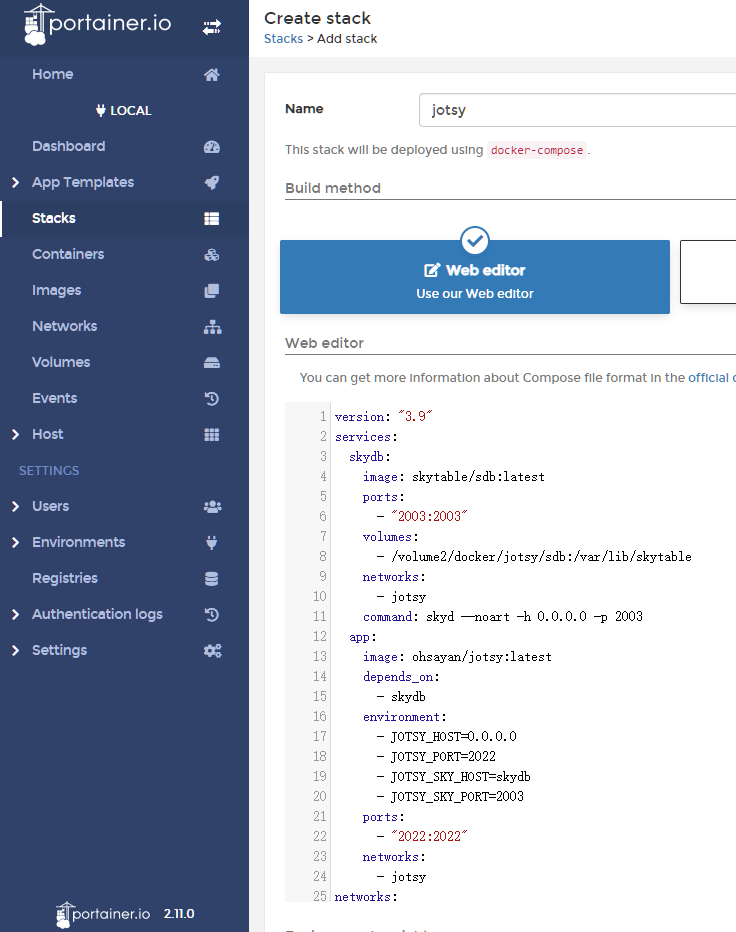 portainer.io
Home
LOCAL
Dashboard
App Templates
Stacks
Containers
Images
Networks
Volumes
Events
Host
SETTINGS
Users
Environments
Registries
Authentication logs
Settings
portainer.io 2.11.0
Create stack
Stacks > Add stack
Name jotsy
This stack will be deployed using docker-compose.
Build method
Web editor
Use our Web editor
Web editor
You can get more information about Compose file format in the official
1 version: "3.9"
2 services:
3 skydb:
4 image: skytable/sdb:latest
5 ports:
6 - "2003:2003"
7 volumes:
8 - /volume2/docker/jotsy/sdb:/var/lib/skytable
9 networks:
10 - jotsy
11 command: skyd --noart -h 0.0.0.0 -p 2003
12 app:
13 image: ohsayan/jotsy:latest
14 depends_on:
15 - skydb
16 environment:
17 - JOTSY_HOST=0.0.0.0
18 - JOTSY_PORT=2022
19 - JOTSY_SKY_HOST=skydb
20 - JOTSY_SKY_PORT=2003
21 ports:
22 - "2022:2022"
23 networks:
24 - jotsy
25 networks: